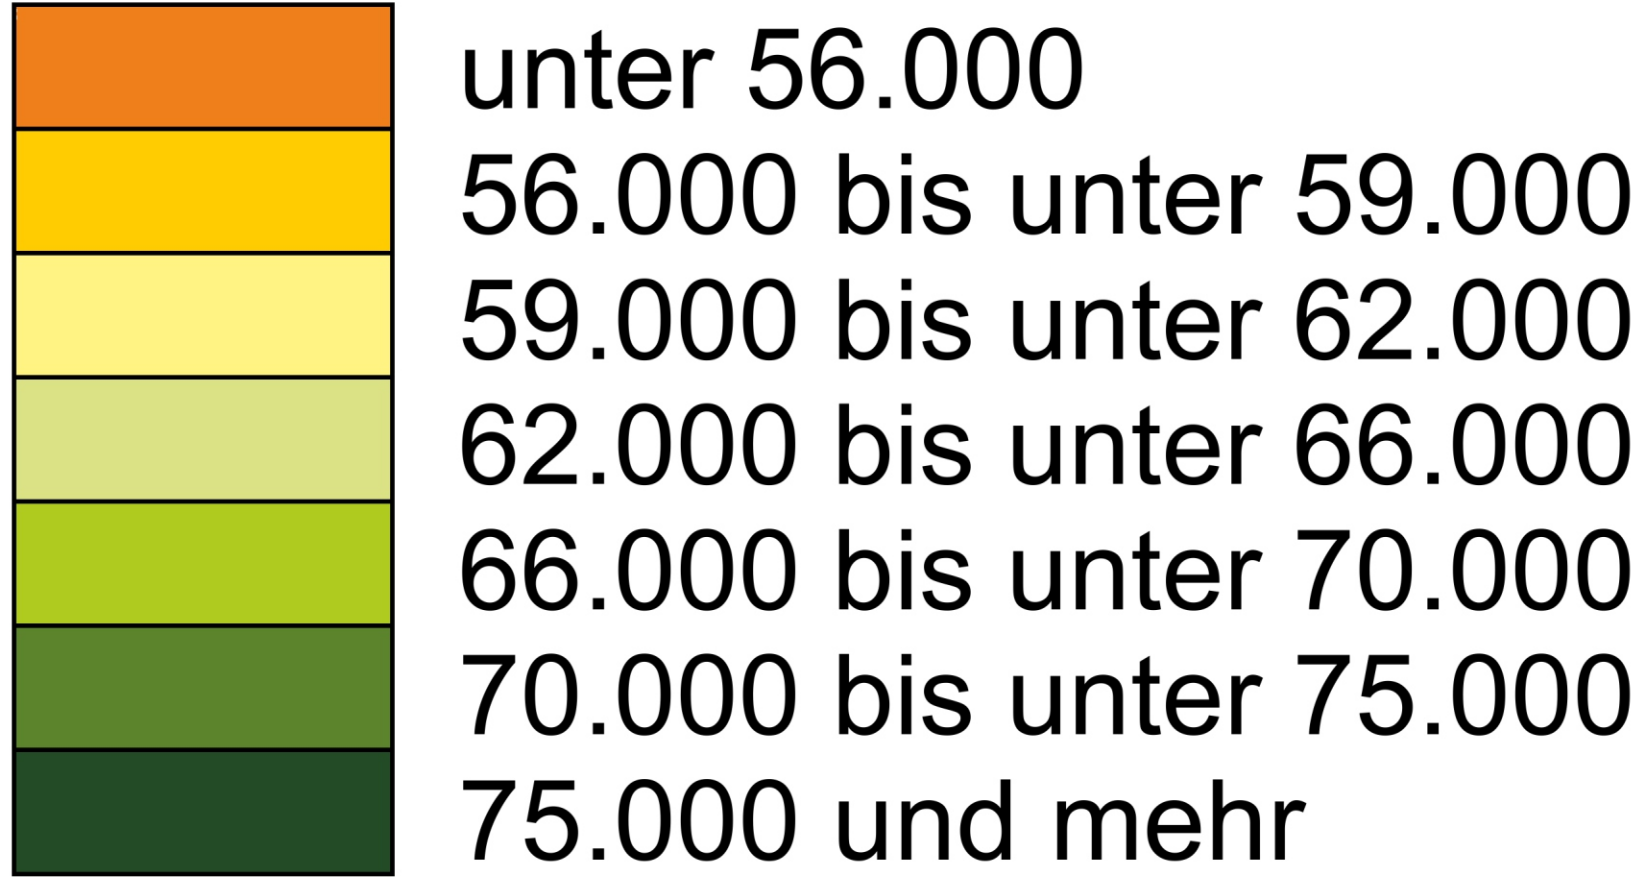 unter 56.000
56.000 bis unter 59.000
59.000 bis unter 62.000
62.000 bis unter 66.000
66.000 bis unter 70.000
70.000 bis unter 75.000
75.000 und mehr